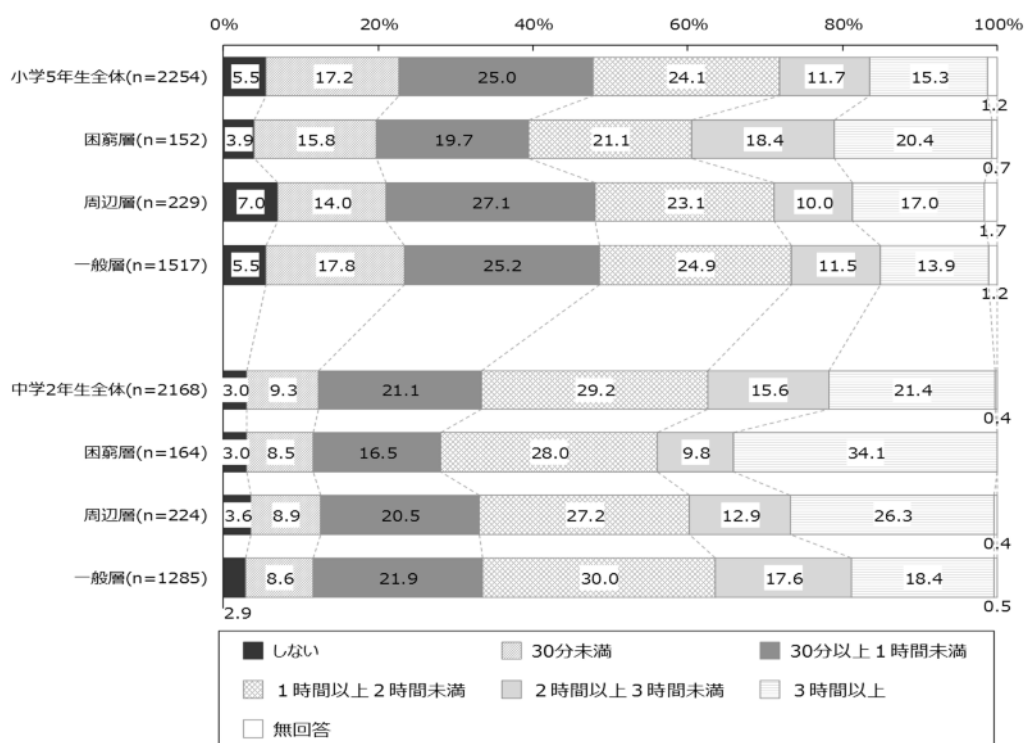 0% 20% 40% 60% 80% 100%
小学5年生全体(n=2254) 5.5 17.2 25.0 24.1 11.7 15.3 1.2
困窮層(n=152) 3.9 15.8 19.7 21.1 18.4 20.4 0.7
周辺層(n=229) 7.0 14.0 27.1 23.1 10.0 17.0 1.7
一般層(n=1517) 5.5 17.8 25.2 24.9 11.5 13.9 1.2
中学2年生全体(n=2168) 3.0 9.3 21.1 29.2 15.6 21.4 0.4
困窮層(n=164) 3.0 8.5 16.5 28.0 9.8 34.1
周辺層(n=224) 3.6 8.9 20.5 27.2 12.9 26.3 0.4
一般層(n=1285) 2.9 8.6 21.9 30.0 17.6 18.4 0.5
しない 30分未満 30分以上1時間未満
1時間以上2時間未満 2時間以上3時間未満 3時間以上
無回答